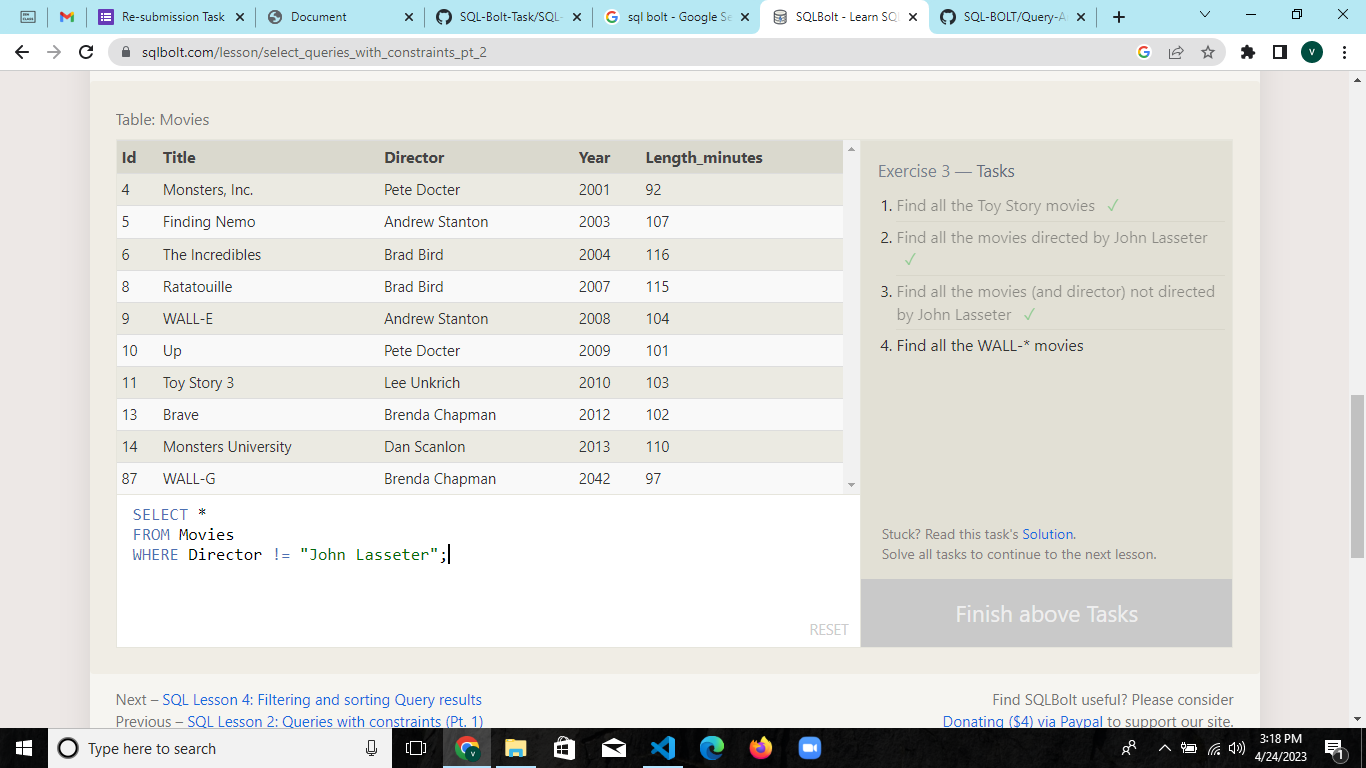 Re-submission Task
Document
SQL-Bolt-Task/SQL-
sql bolt - Google Se
SQLBolt - Learn SQL
SQL-BOLT/Query-A
sqlbolt.com/lesson/select_queries_with_constraints_pt_2
V
Table: Movies
Id Title Director Year Length_minutes
4 Monsters, Inc. Pete Docter 2001 92
5 Finding Nemo Andrew Stanton 2003 107
6 The Incredibles Brad Bird 2004 116
8 Ratatouille Brad Bird 2007 115
9 WALL-E Andrew Stanton 2008 104
10 Up Pete Docter 2009 101
11 Toy Story 3 Lee Unkrich 2010 103
13 Brave Brenda Chapman 2012 102
14 Monsters University Dan Scanlon 2013 110
87 WALL-G Brenda Chapman 2042 97
SELECT *
FROM Movies
WHERE Director != "John Lasseter";
RESET
Exercise 3 — Tasks
1. Find all the Toy Story movies ✓
2. Find all the movies directed by John Lasseter
✓
3. Find all the movies (and director) not directed
by John Lasseter ✓
4. Find all the WALL-* movies
Stuck? Read this task's Solution.
Solve all tasks to continue to the next lesson.
Finish above Tasks
Next – SQL Lesson 4: Filtering and sorting Query results
Previous – SQL Lesson 2: Queries with constraints (Pt. 1)
Find SQLBolt useful? Please consider
Donating ($4) via Paypal to support our site.
Type here to search
3:18 PM
4/24/2023
1